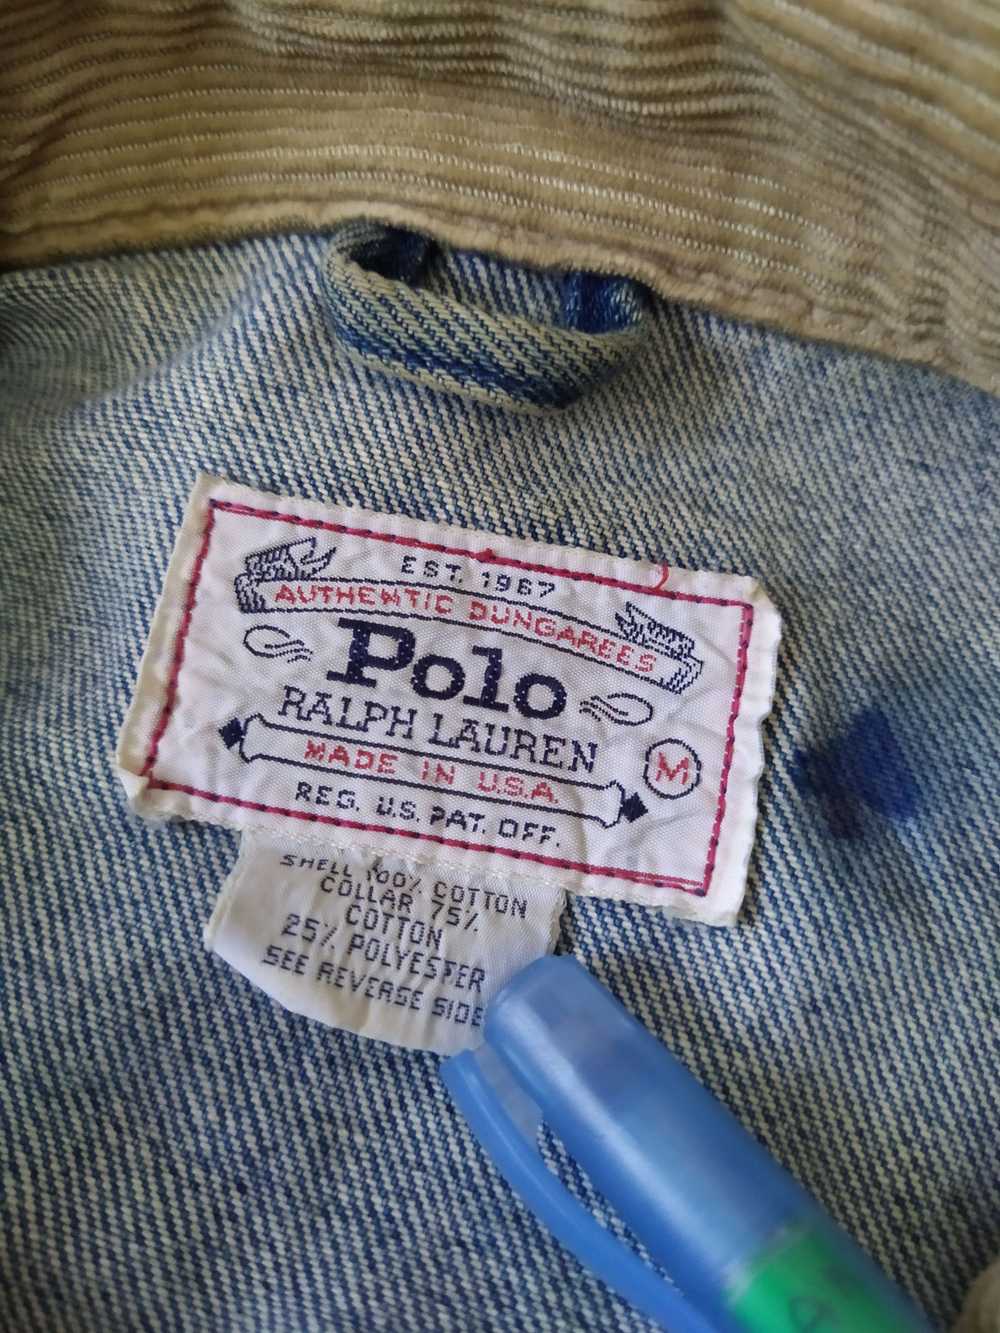 EST. 1967
AUTHENTIC DUNGAREES
Polo
RALPH LAUREN
M
MADE IN U.S.A.
REG. U.S. PAT. OFF.
SHELL 100% COTTON
COLLAR 75%
COTTON
25% POLYESTER
SEE REVERSE SIDE